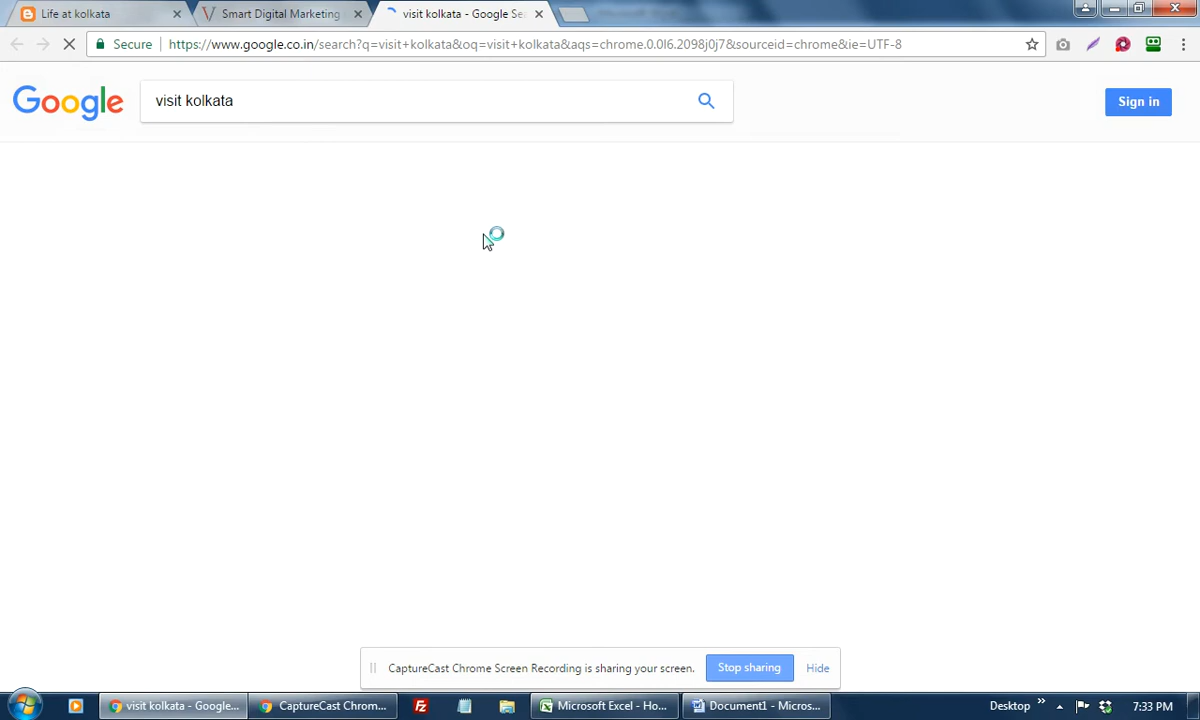 Life at kolkata
Smart Digital Marketing
visit kolkata - Google Se
Secure
https://www.google.co.in/search?q=visit+kolkata&oq=visit+kolkata&aqs=chrome.0.0l6.2098j0j7&sourceid=chrome&ie=UTF-8
Google
visit kolkata
Sign in
CaptureCast Chrome Screen Recording is sharing your screen.
Stop sharing
Hide
visit kolkata - Google...
CaptureCast Chrom...
Fz
Microsoft Excel - Ho...
Document1 - Micros...
Desktop
7:33 PM